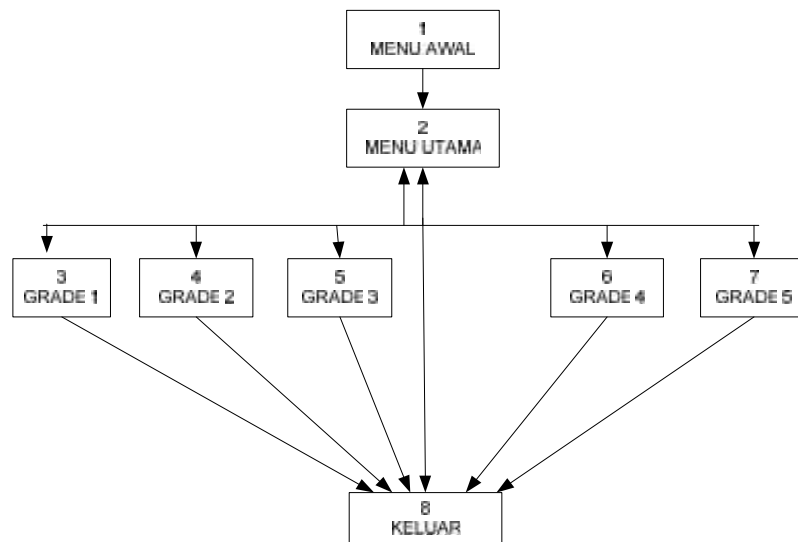 1
MENU AWAL
2
MENU UTAMA
3
GRADE 1
4
GRADE 2
5
GRADE 3
6
GRADE 4
7
GRADE 5
8
KELUAR